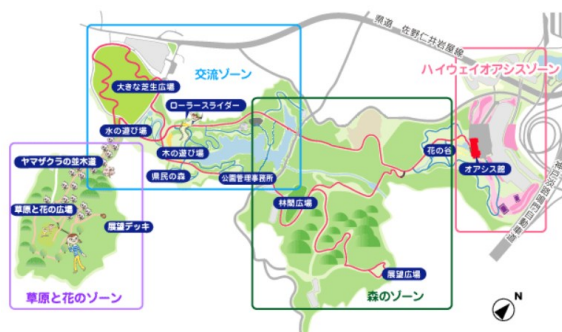 県道 佐野仁井岩屋線
ハイウェイオアシスゾーン
交流ゾーン
大きな芝生広場
ローラースライダー
水の遊び場
木の遊び場
花の谷
ヤマザクラの並木道
県民の森
公園管理事務所
オアシス館
草原と花の広場
展望デッキ
林間広場
展望広場
草原と花のゾーン
森のゾーン
N